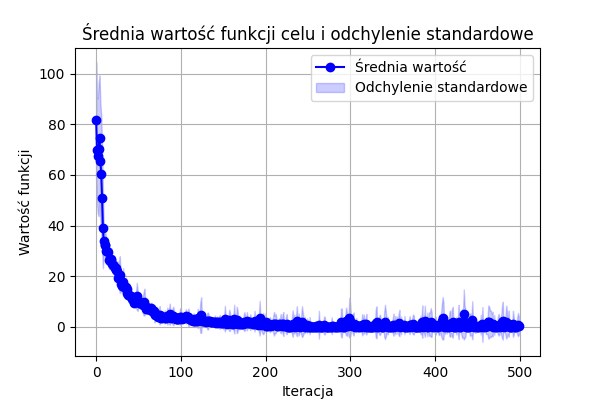 Średnia wartość funkcji celu i odchylenie standardowe
Średnia wartość
Odchylenie standardowe
Wartość funkcji
100
80
60
40
20
0
0 100 200 300 400 500
Iteracja